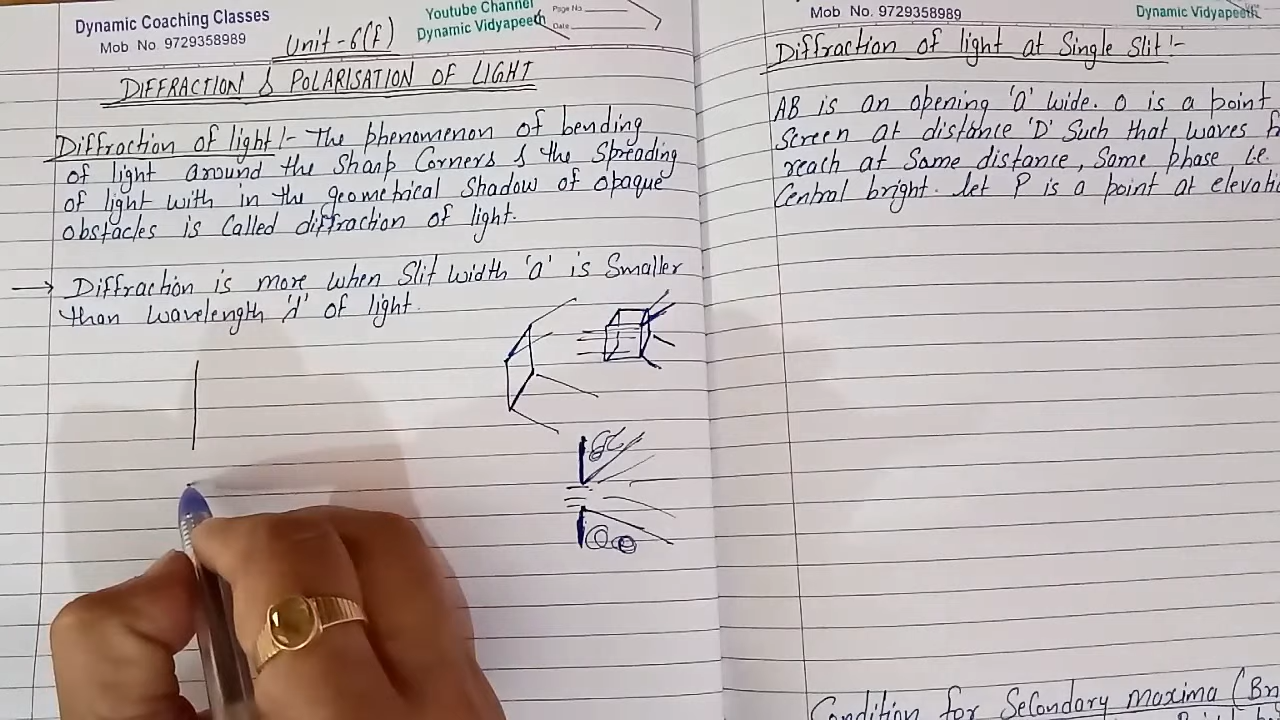 Dynamic Coaching Classes
Mob No. 9729358989
Youtube Channel
Dynamic Vidyapeeth
Page No.
Date
Unit-6(F)
DIFFRACTION & POLARISATION OF LIGHT
Diffraction of light:- The phenomenon of bending
of light around the Sharp Corners & the Spreading
of light with in the geometrical Shadow of opaque
obstacles is Called diffraction of light.
→ Diffraction is more when Slit width 'a' is Smaller
than wavelength 'λ' of light.
Mob No. 9729358989
Dynamic Vidyapeeth
Diffraction of light at Single Slit:-
AB is an opening 'a' wide. O is a point
Screen at distance 'D' Such that waves
reach at Same distance, Same phase i.e.
Central bright. Let P is a point at
Condition for Secondary maxima